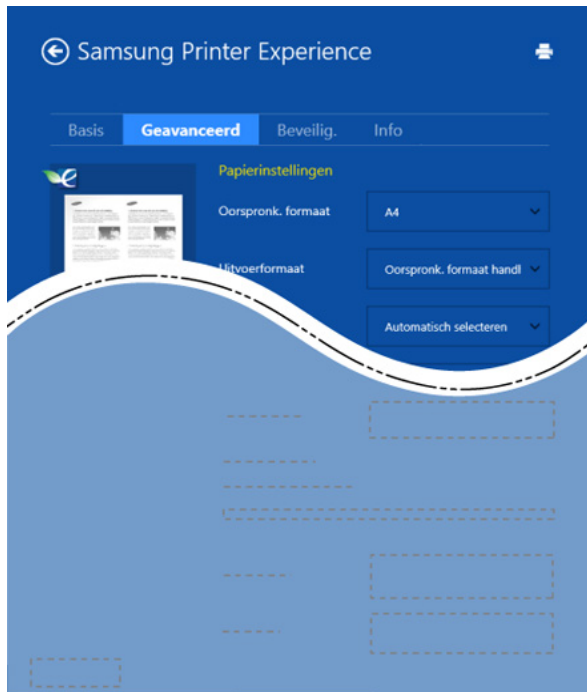 Samsung Printer Experience
Basis Geavanceerd Beveilig. Info
Papierinstellingen
Oorspronk. formaat A4
Uitvoerformaat Oorspronk. formaat handl
Automatisch selecteren